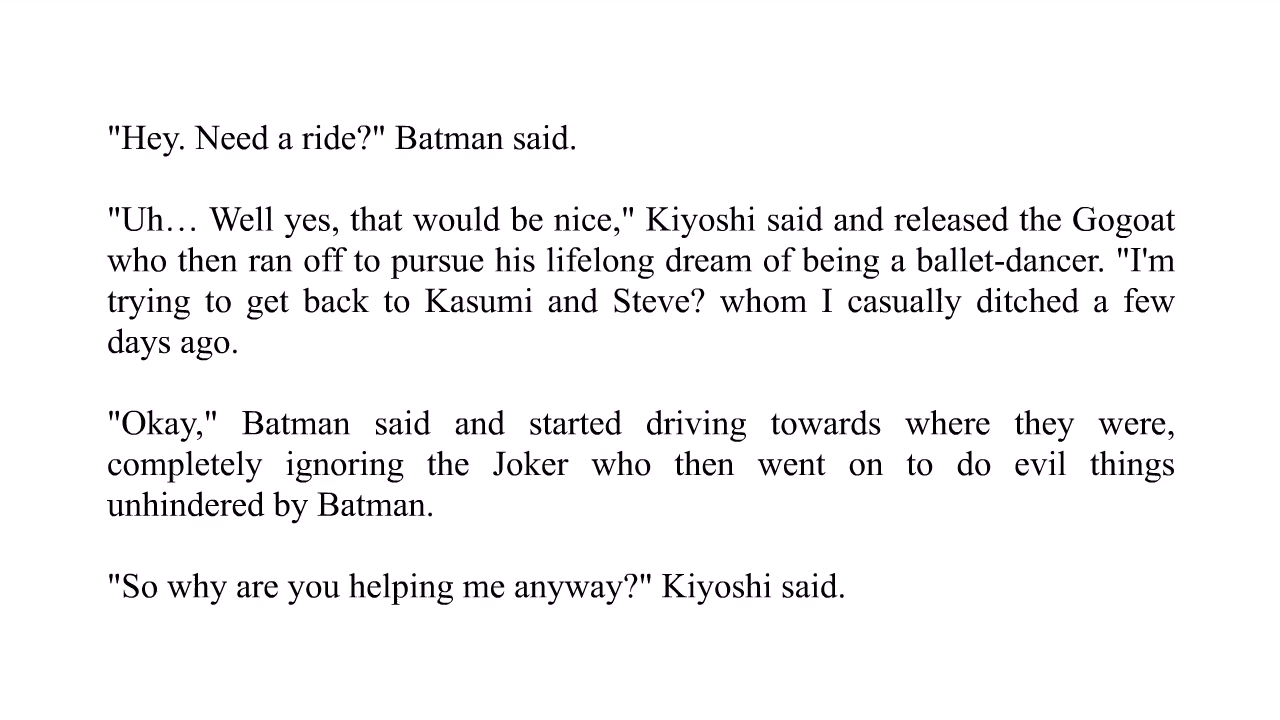 "Hey. Need a ride?" Batman said.
"Uh… Well yes, that would be nice," Kiyoshi said and released the Gogoat
who then ran off to pursue his lifelong dream of being a ballet-dancer. "I'm
trying to get back to Kasumi and Steve? whom I casually ditched a few
days ago.
"Okay," Batman said and started driving towards where they were,
completely ignoring the Joker who then went on to do evil things
unhindered by Batman.
"So why are you helping me anyway?" Kiyoshi said.